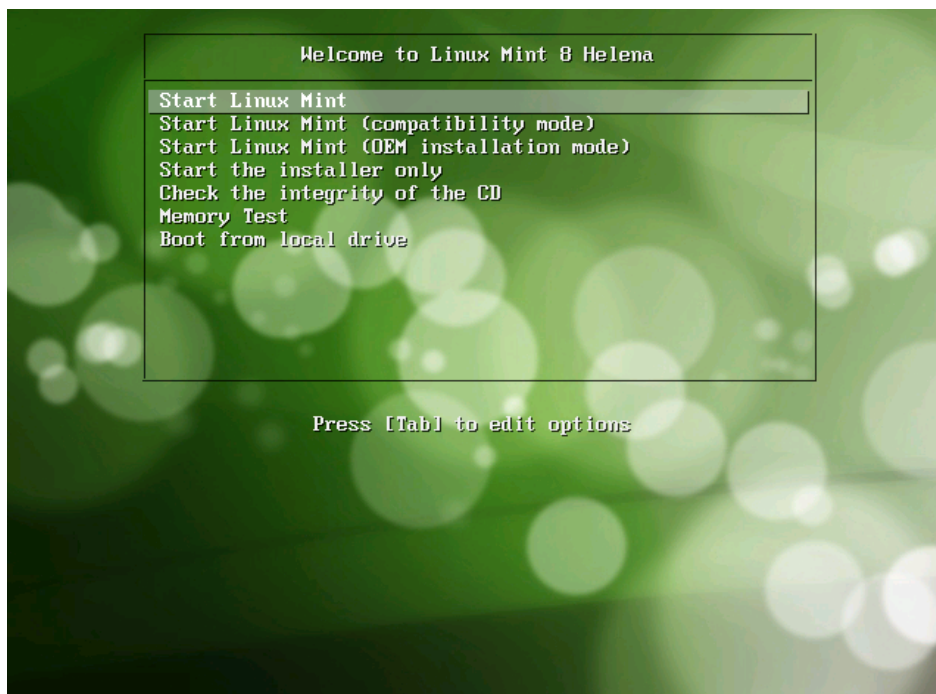 Welcome to Linux Mint 8 Helena
Start Linux Mint
Start Linux Mint (compatibility mode)
Start Linux Mint (OEM installation mode)
Start the installer only
Check the integrity of the CD
Memory Test
Boot from local drive
Press [Tab] to edit options